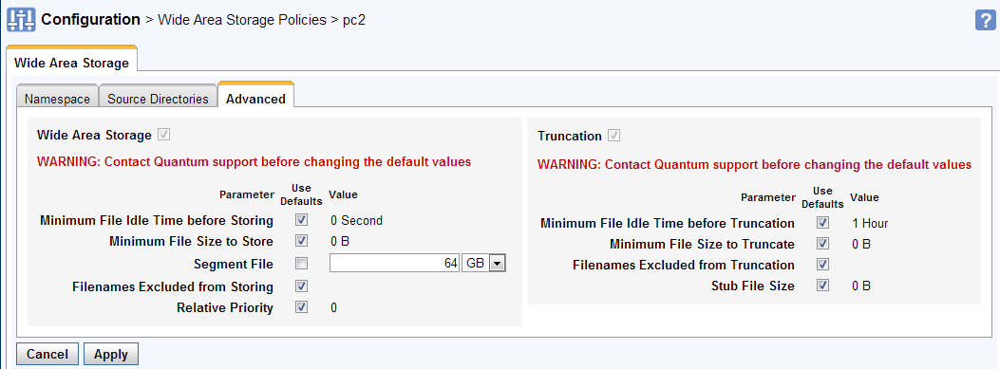 Configuration > Wide Area Storage Policies > pc2
?
Wide Area Storage
Namespace Source Directories Advanced
Wide Area Storage
WARNING: Contact Quantum support before changing the default values
Parameter Use Defaults Value
Minimum File Idle Time before Storing 0 Second
Minimum File Size to Store 0 B
Segment File 64 GB
Filenames Excluded from Storing
Relative Priority 0
Truncation
WARNING: Contact Quantum support before changing the default values
Parameter Use Defaults Value
Minimum File Idle Time before Truncation 1 Hour
Minimum File Size to Truncate 0 B
Filenames Excluded from Truncation
Stub File Size 0 B
Cancel Apply